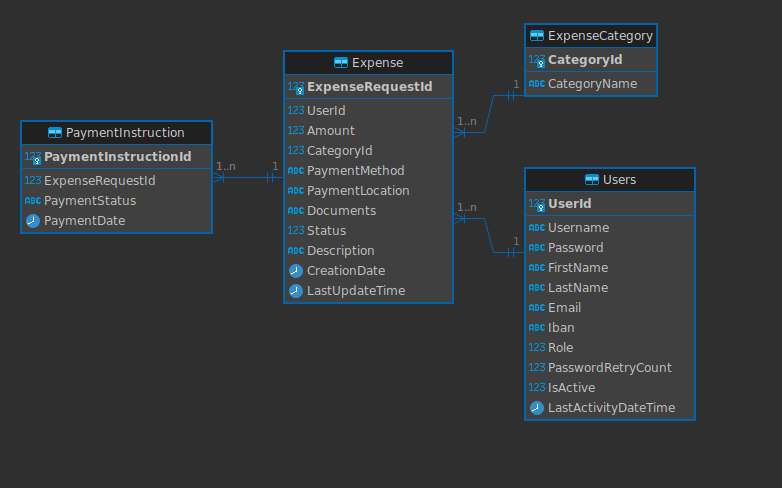 PaymentInstruction
123 PaymentInstructionId
123 ExpenseRequestId
ABC PaymentStatus
PaymentDate
1..n
1
Expense
123 ExpenseRequestId
123 UserId
123 Amount
123 CategoryId
ABC PaymentMethod
ABC PaymentLocation
ABC Documents
123 Status
ABC Description
CreationDate
LastUpdateTime
1..n
1
1..n
1
ExpenseCategory
123 CategoryId
ABC CategoryName
Users
123 UserId
ABC Username
ABC Password
ABC FirstName
ABC LastName
ABC Email
ABC Iban
123 Role
123 PasswordRetryCount
123 IsActive
LastActivityDateTime